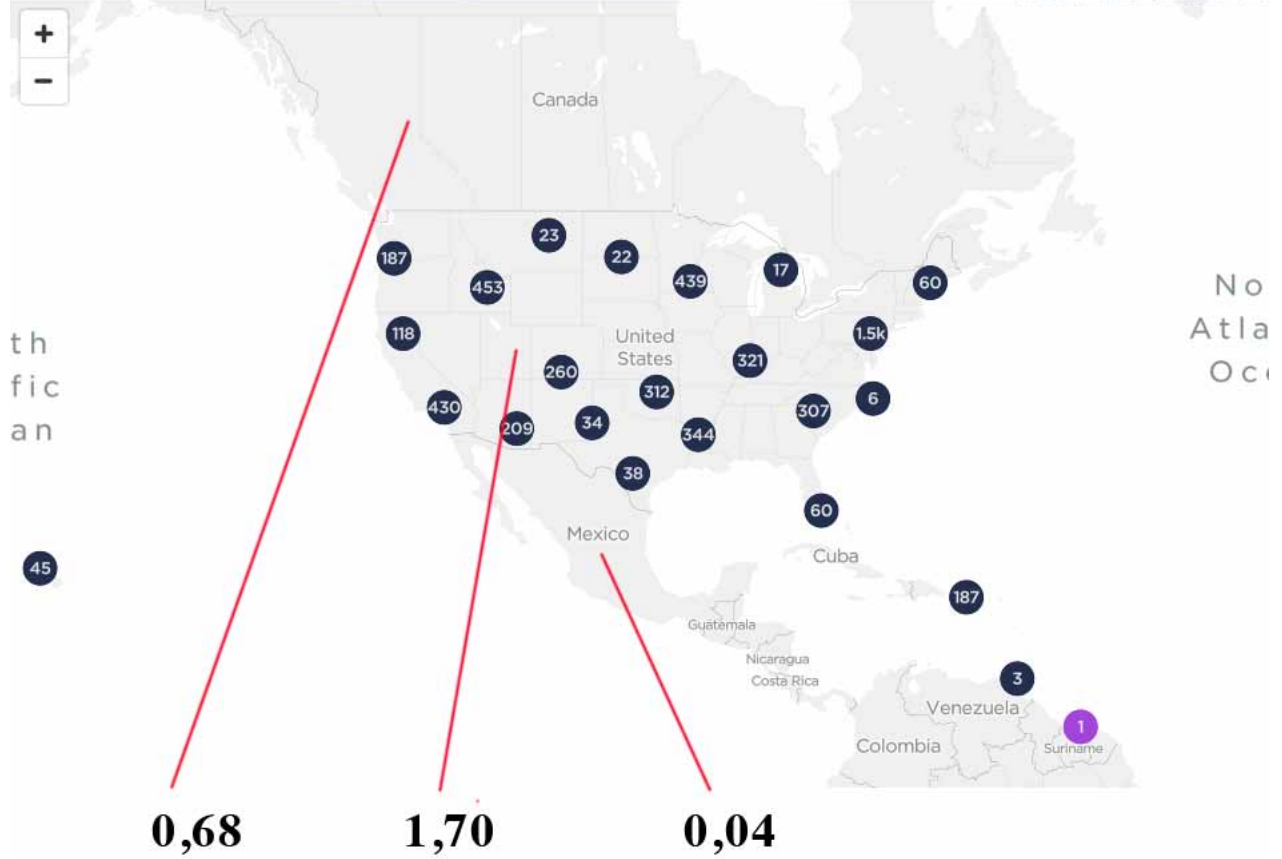 +
−
Canada
23
187
22
17
453
439
60
No
118
United
States
1.5k
Atla
th
321
260
Oce
fic
312
6
430
307
an
209
34
344
38
60
Mexico
Cuba
45
187
Guatemala
Nicaragua
3
Costa Rica
Venezuela
1
Colombia
Suriname
0,68 1,70 0,04